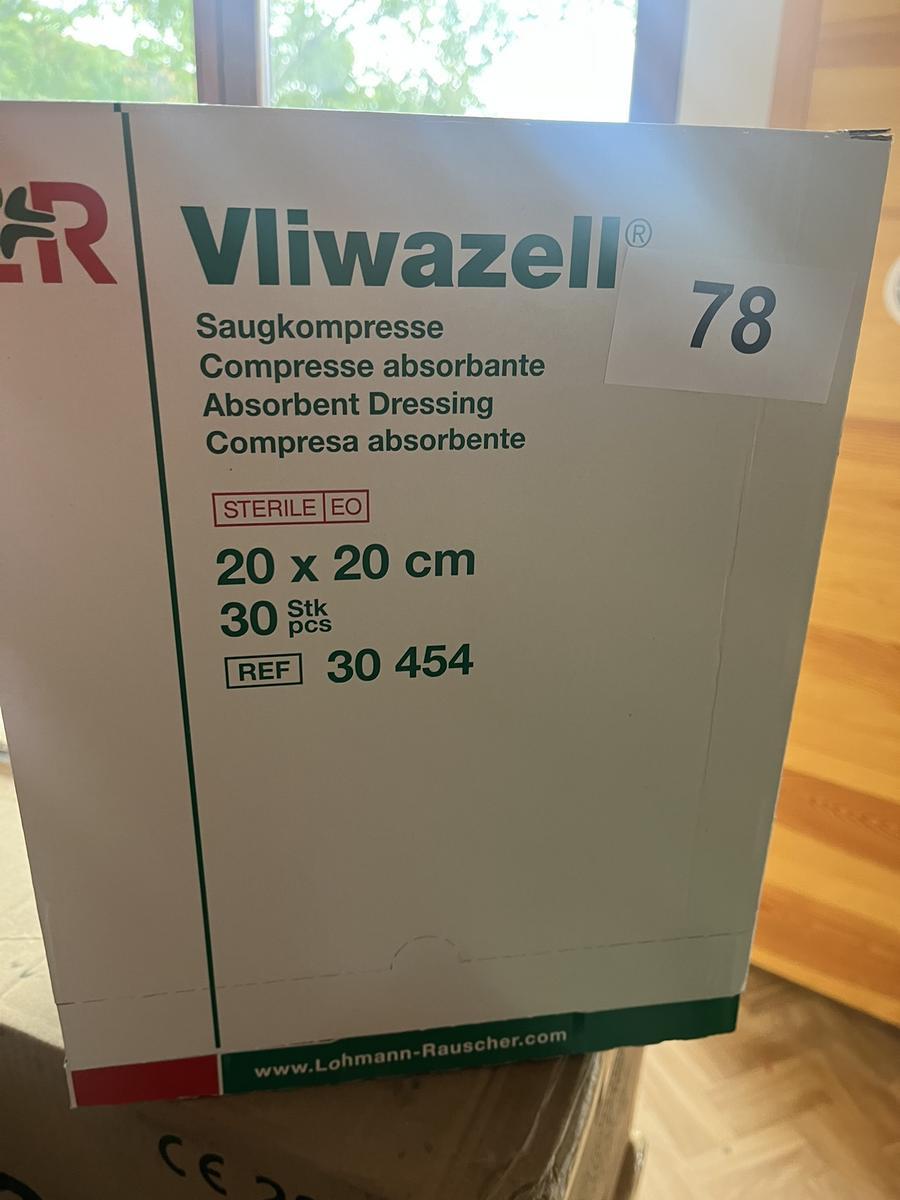 R
Vliwazell®
78
Saugkompresse
Compresse absorbante
Absorbent Dressing
Compresa absorbente
STERILE EO
20 x 20 cm
30 Stk
pcs
REF 30 454
www.Lohmann-Rauscher.com
CE